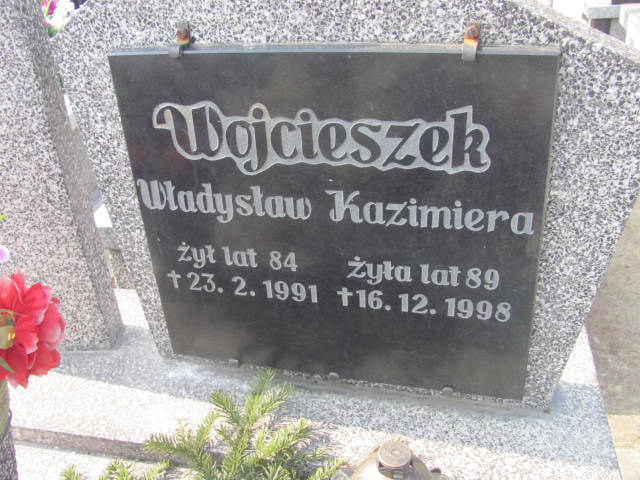 Wojcieszek
Władysław Kazimiera
żył lat 84 żyła lat 89
✝ 23. 2. 1991 ✝ 16. 12. 1998